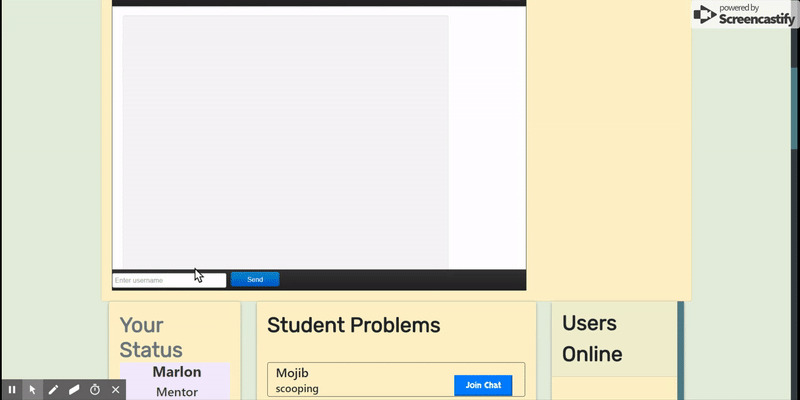 powered by
Screencastify
Enter username
Send
Your
Status
Marlon
Mentor
Student Problems
Mojib
scooping
Join Chat
Users
Online